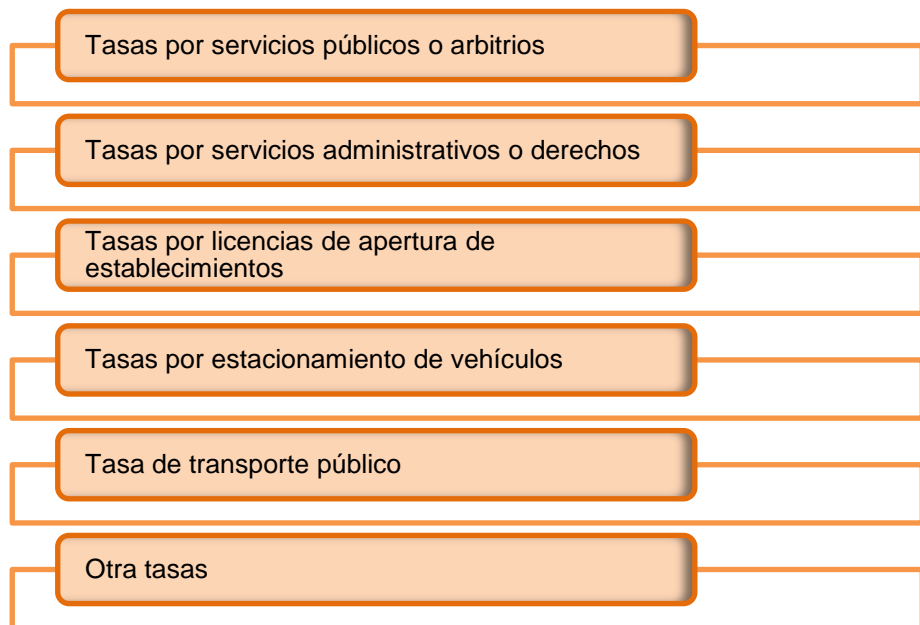 Tasas por servicios públicos o arbitrios
Tasas por servicios administrativos o derechos
Tasas por licencias de apertura de
establecimientos
Tasas por estacionamiento de vehículos
Tasa de transporte público
Otra tasas